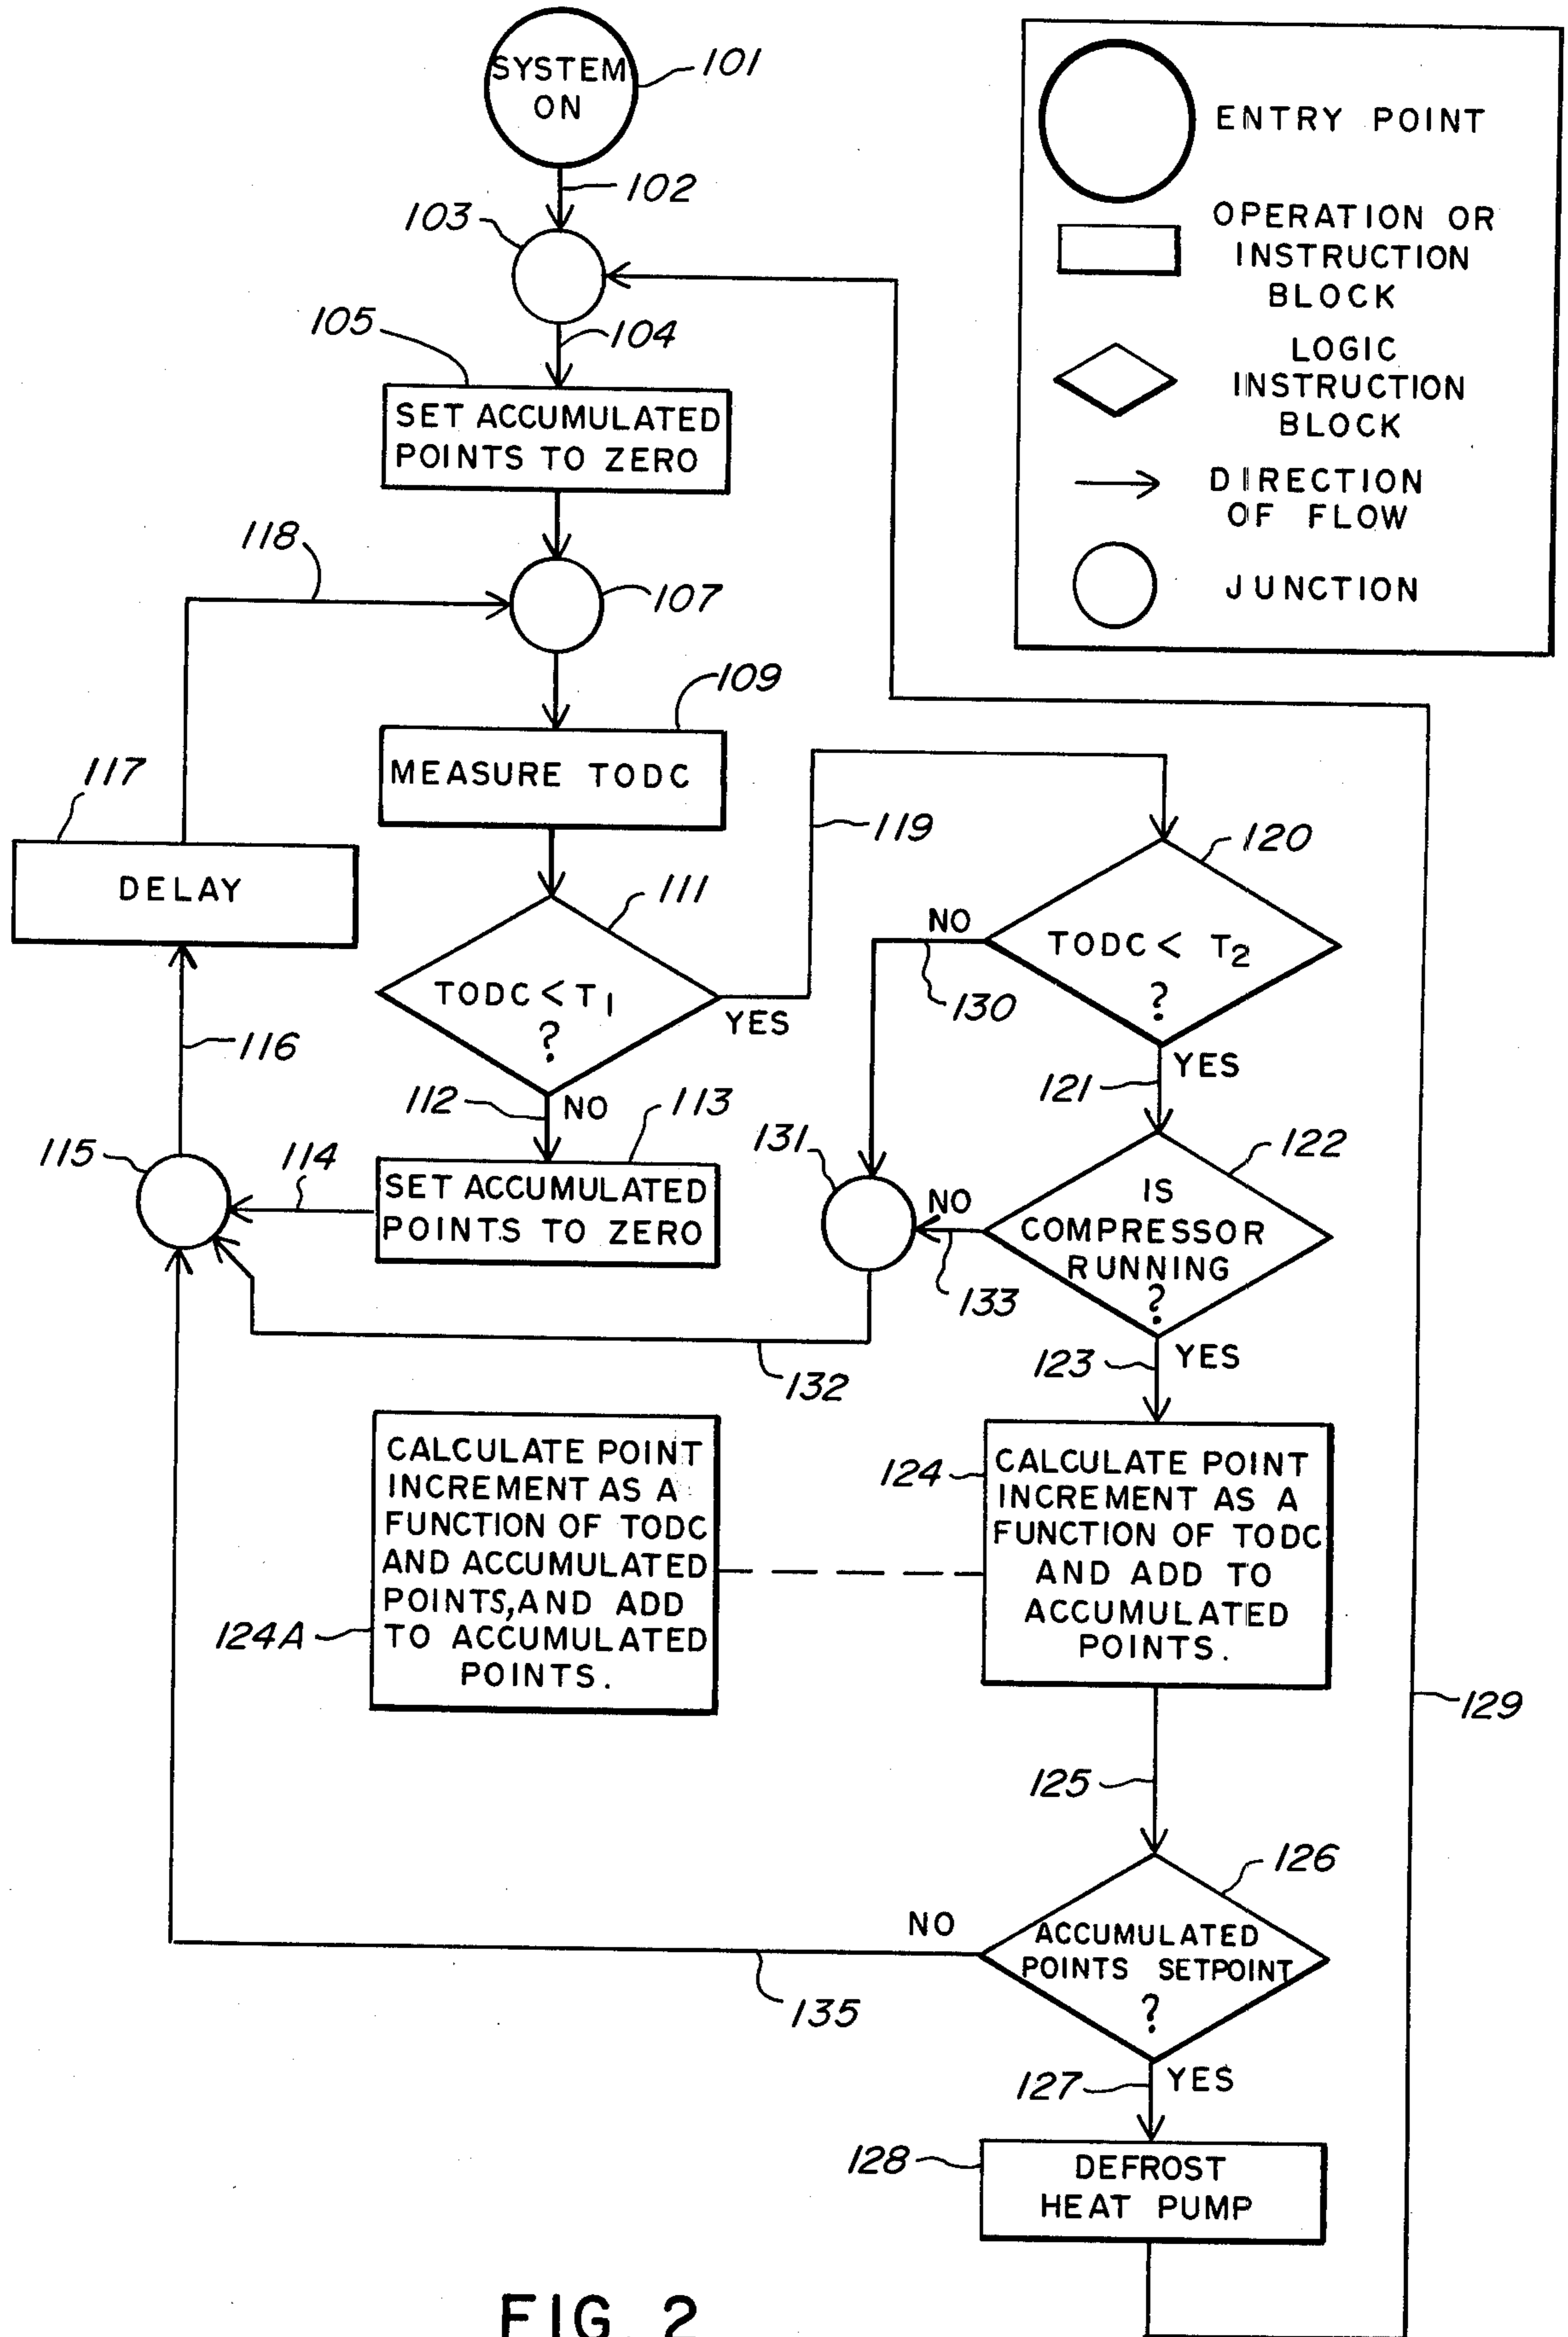 SYSTEM
ON
101
102
103
104
105
SET ACCUMULATED
POINTS TO ZERO
118
107
109
MEASURE TODC
117
DELAY
111
TODC < T1
?
YES
119
112
NO
113
SET ACCUMULATED
POINTS TO ZERO
114
115
116
120
TODC < T2
?
NO
130
YES
121
122
IS
COMPRESSOR
RUNNING
?
NO
133
131
132
YES
123
124
CALCULATE POINT
INCREMENT AS A
FUNCTION OF TODC
AND ADD TO
ACCUMULATED
POINTS.
124A
CALCULATE POINT
INCREMENT AS A
FUNCTION OF TODC
AND ACCUMULATED
POINTS, AND ADD
TO ACCUMULATED
POINTS.
125
126
ACCUMULATED
POINTS SETPOINT
?
NO
135
YES
127
128
DEFROST
HEAT PUMP
129
ENTRY POINT
OPERATION OR
INSTRUCTION
BLOCK
LOGIC
INSTRUCTION
BLOCK
DIRECTION
OF FLOW
JUNCTION
FIG. 2